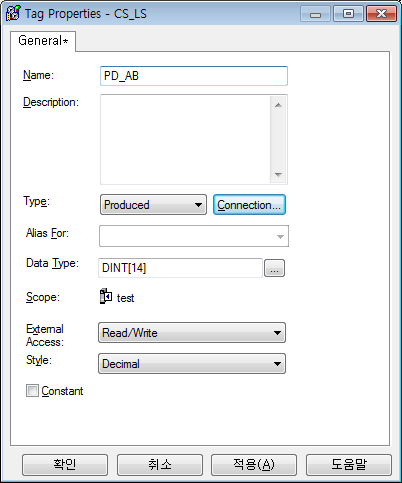 Tag Properties - CS_LS
General*
Name: PD_AB
Description:
Type: Produced Connection...
Alias For:
Data Type: DINT[14] ...
Scope: test
External Access: Read/Write
Style: Decimal
Constant
확인 취소 적용(A) 도움말